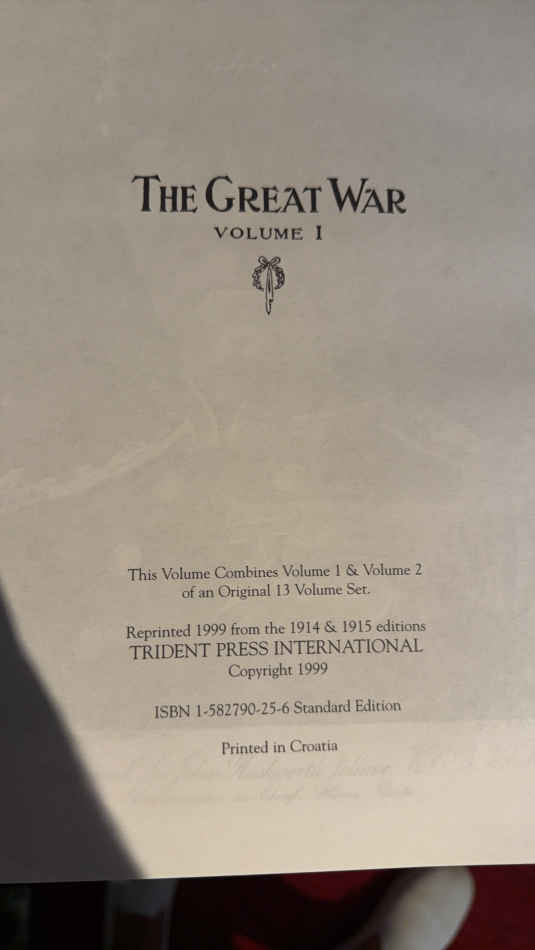 THE GREAT WAR
VOLUME I
This Volume Combines Volume 1 & Volume 2
of an Original 13 Volume Set.
Reprinted 1999 from the 1914 & 1915 editions
TRIDENT PRESS INTERNATIONAL
Copyright 1999
ISBN 1-582790-25-6 Standard Edition
Printed in Croatia